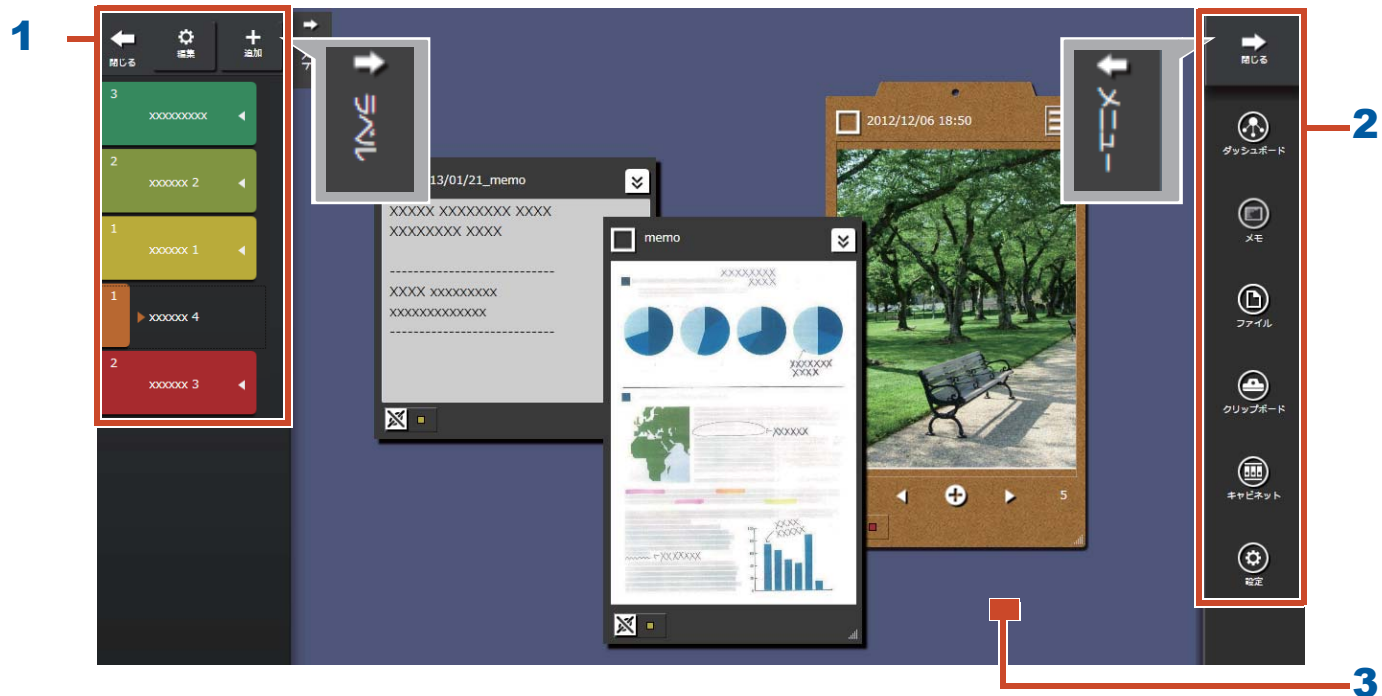 1
閉じる
編集
追加
3
xxxxxxxxx
2
xxxxxx 2
1
xxxxxx 1
1
xxxxxx 4
2
xxxxxx 3
ラベル
13/01/21_memo
XXXXX XXXXXXXX XXXX
XXXXXXXX XXXX
----------------------------
XXXX xxxxxxxxx
xxxxxxxxxxxxx
----------------------------
memo
XXXXXXXX
XXXX
XXXXXXX
XXXX
XXXXXX
XXXXX
XXXXXXX
2012/12/06 18:50
5
メニュー
閉じる
ダッシュボード
メモ
ファイル
クリップボード
キャビネット
設定
2
3